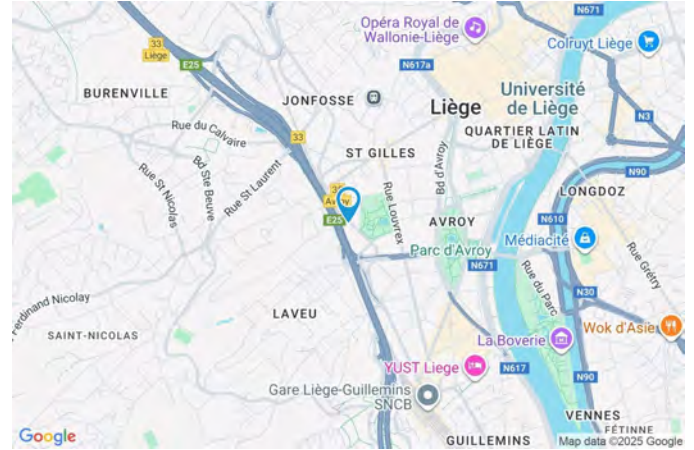 Opéra Royal de
Wallonie-Liège
N671
Colruyt Liège
33
Liège
E25
N617a
BURENVILLE
JONFOSSE
Liège
Université
de Liège
N3
Rue du Calvaire
33
QUARTIER LATIN
DE LIÈGE
ST GILLES
Bd d'Avroy
N90
Rue St Laurent
Bd Ste Beuve
Rue St Nicolas
Rue Louvrex
LONGDOZ
Avroy
E25
AVROY
N610
Médiacité
Parc d'Avroy
N671
Rue Grétry
Rue du Parc
N30
Ferdinand Nicolay
LAVEU
SAINT-NICOLAS
La Boverie
Wok d'Asie
YUST Liege
N617
N90
Gare Liège-Guillemins
SNCB
VENNES
FÉTINNE
GUILLEMINS
Google
Map data ©2025 Google